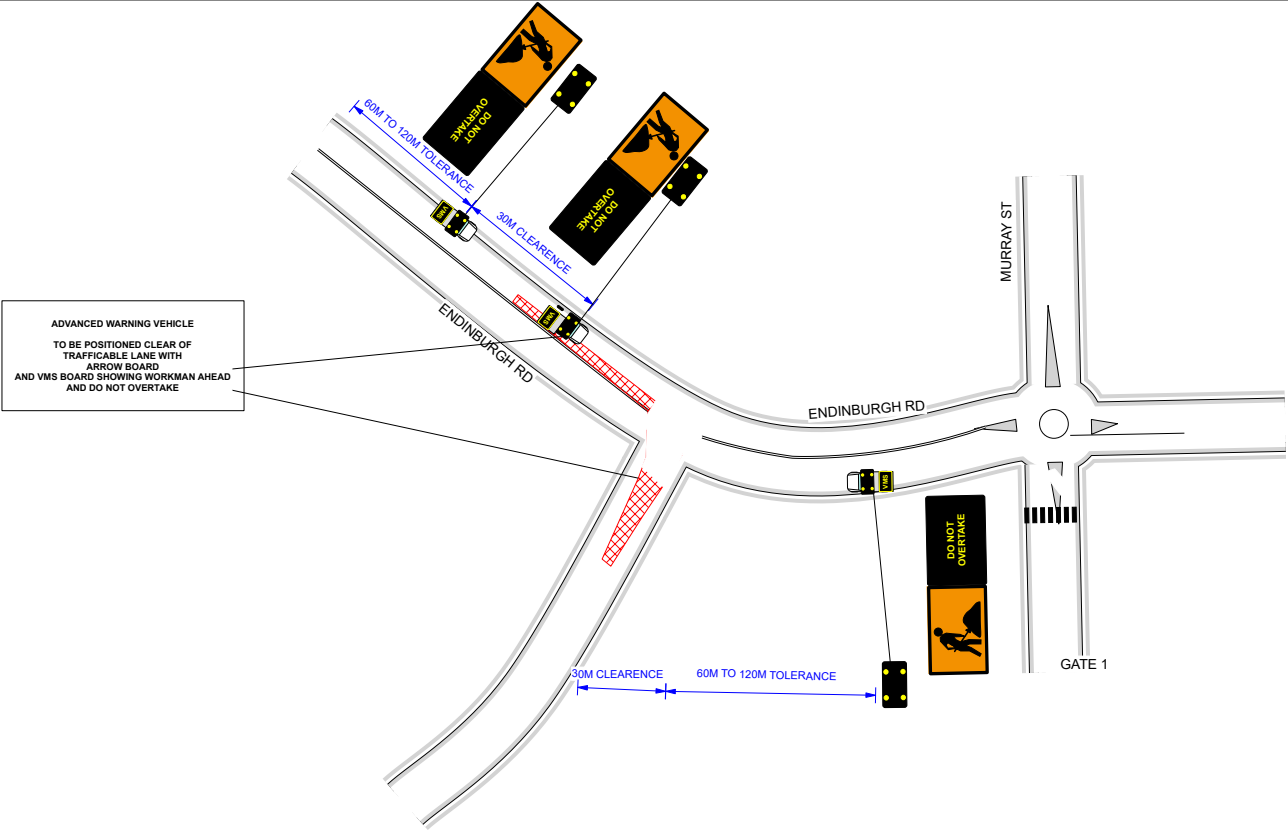 DO NOT
OVERTAKE
60M TO 120M TOLERANCE
DO NOT
OVERTAKE
VMS
30M CLEARENCE
MURRAY ST
VMS
ADVANCED WARNING VEHICLE
TO BE POSITIONED CLEAR OF
TRAFFICABLE LANE WITH
ARROW BOARD
AND VMS BOARD SHOWING WORKMAN AHEAD
AND DO NOT OVERTAKE
ENDINBURGH RD
ENDINBURGH RD
VMS
DO NOT
OVERTAKE
GATE 1
30M CLEARENCE
60M TO 120M TOLERANCE